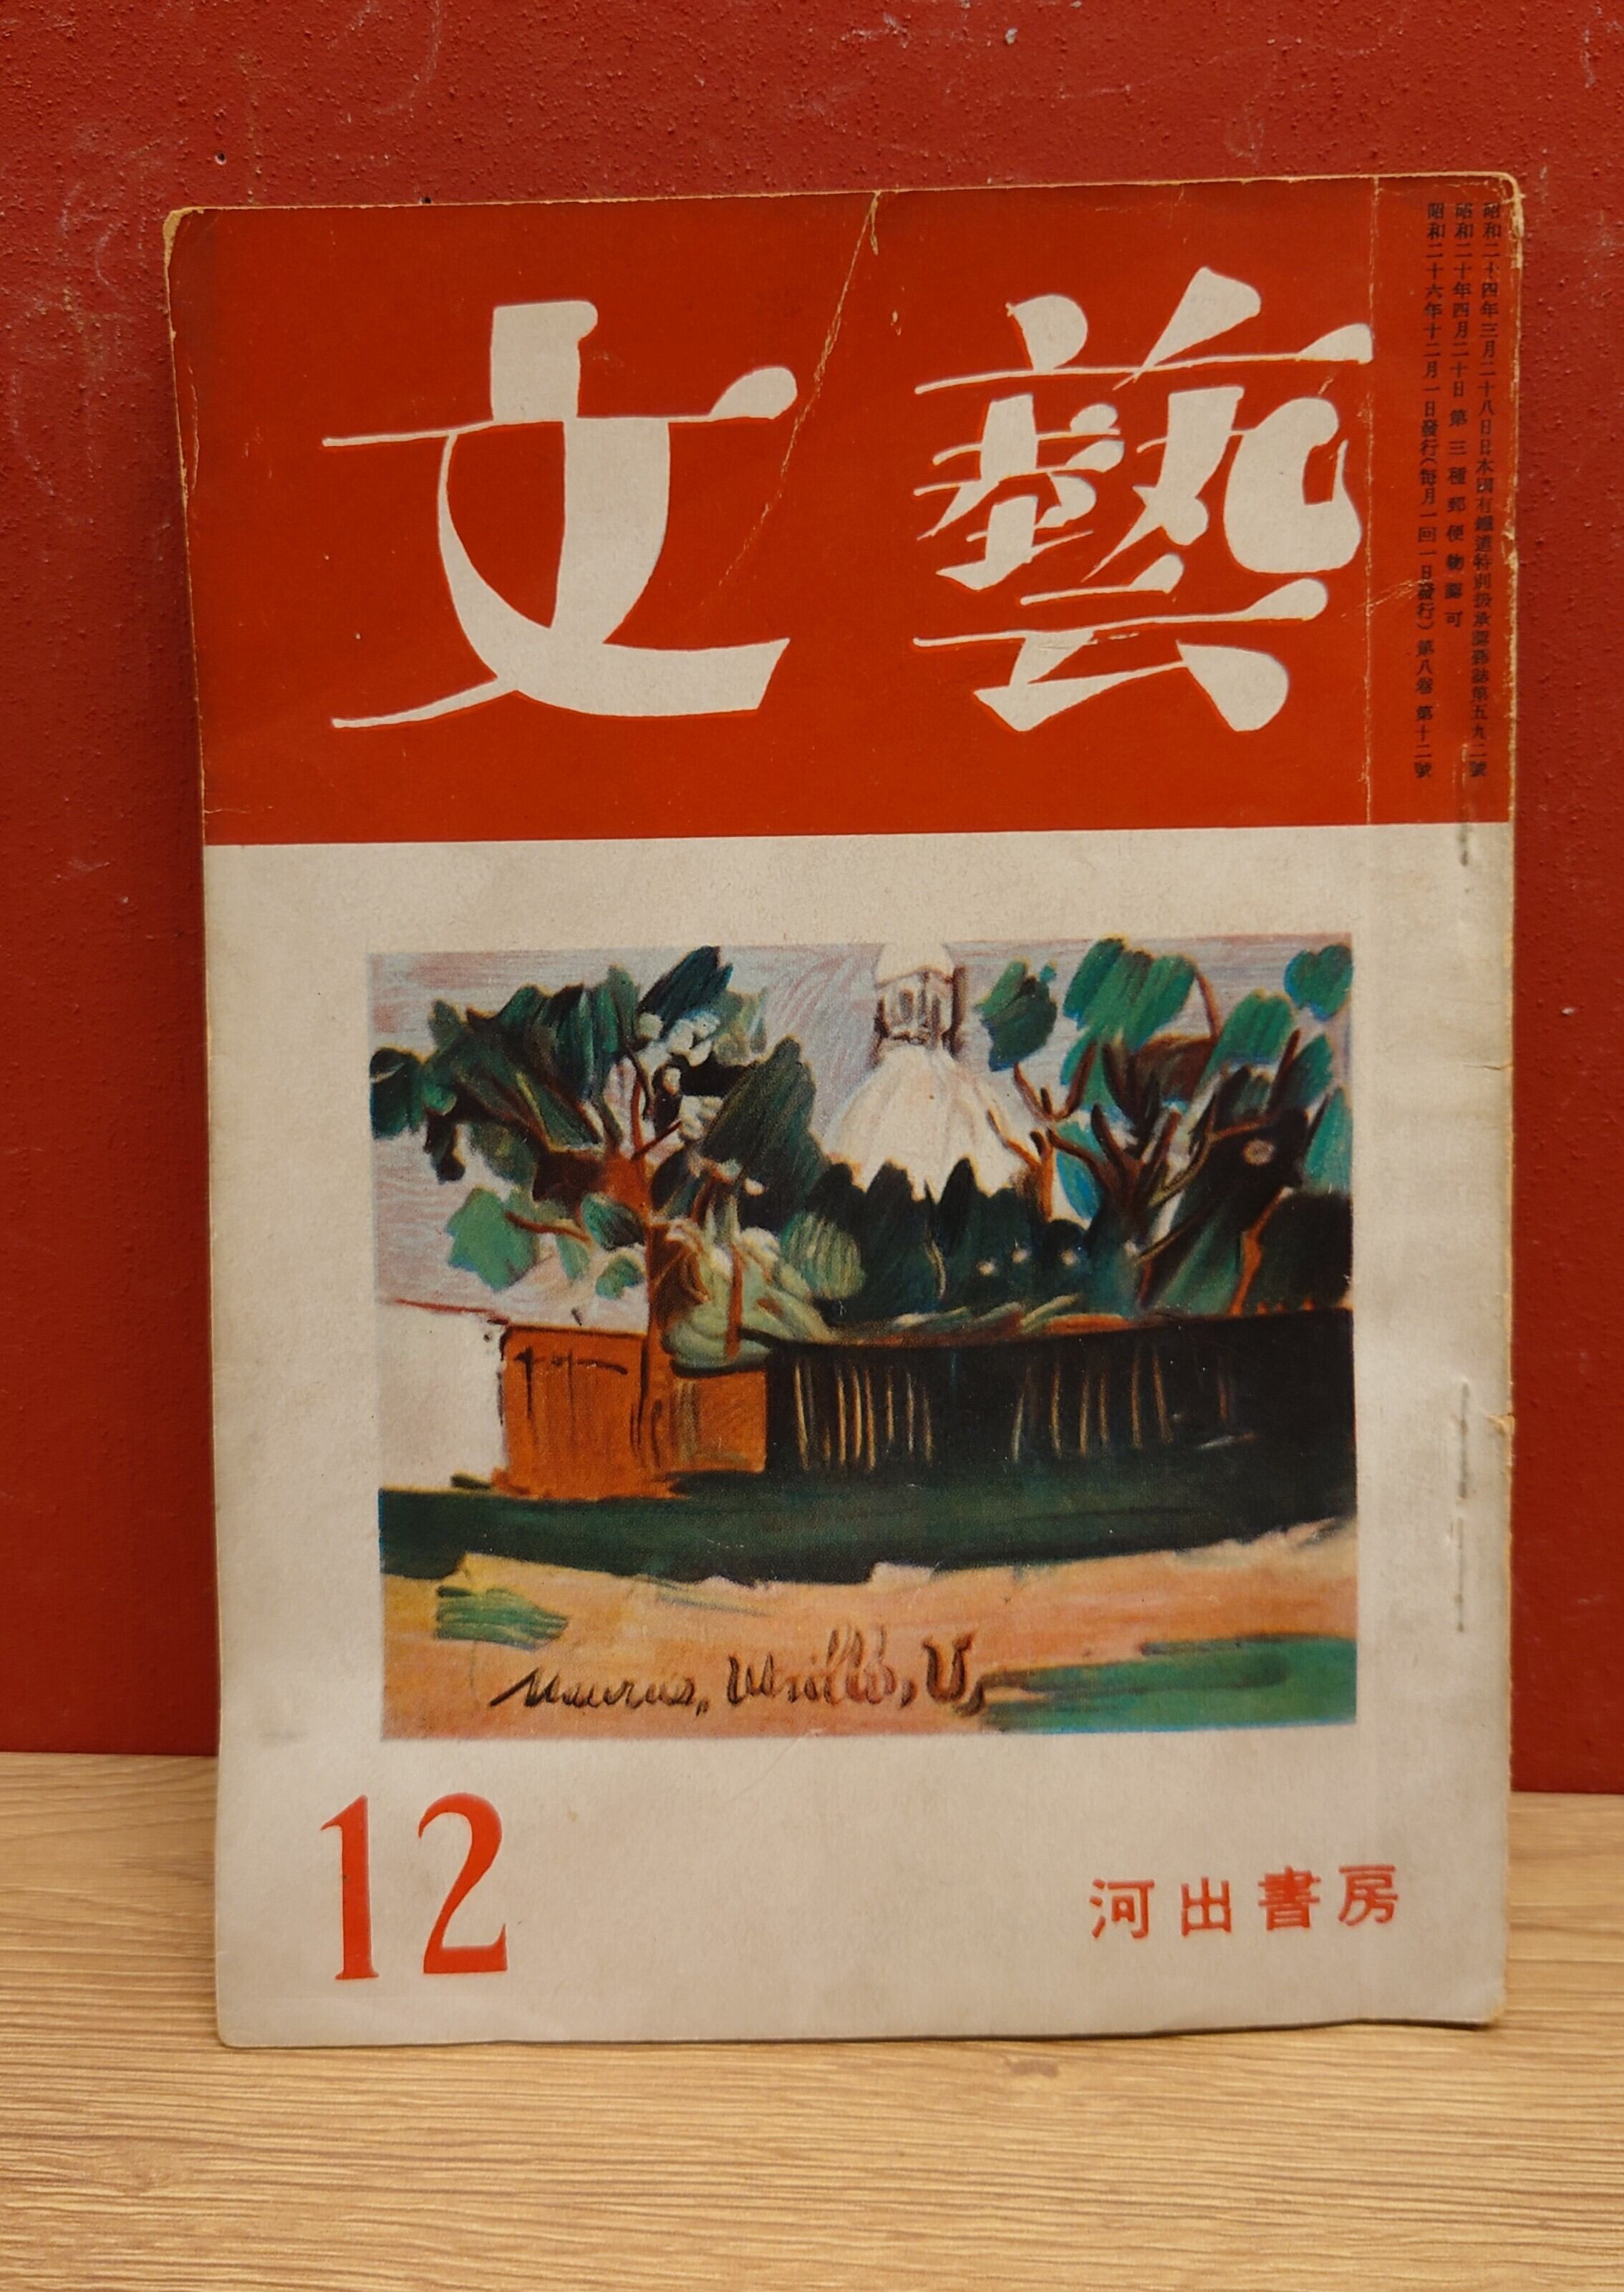 文藝
昭和二十四年三月二十八日日本国有鐵道特別扱承認雜誌第五九二號
昭和二十年四月二十日第三種郵便物認可
昭和二十六年十二月一日發行(毎月一回一日發行)第八卷第十二號
Maurice, Utrillo, V,
12
河出書房